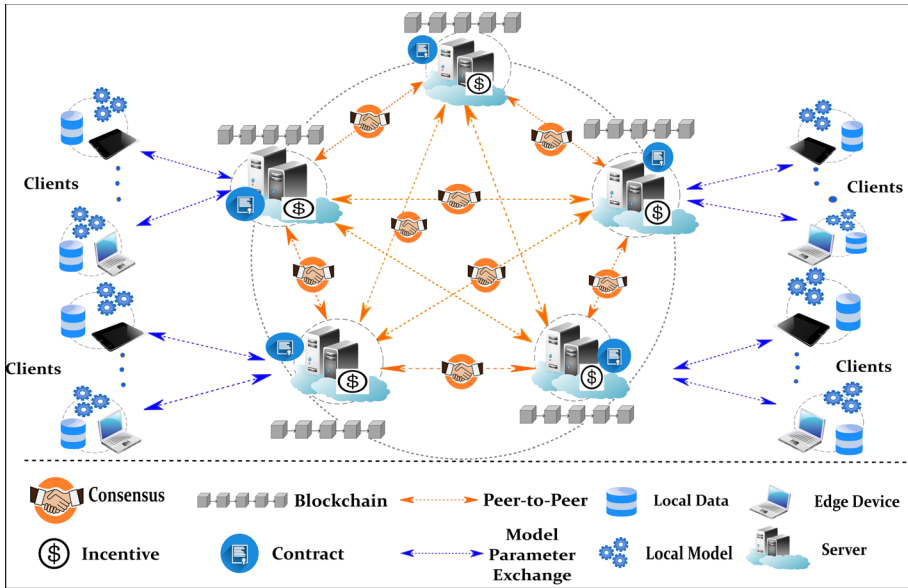 $
$
$
Clients
Clients
$
$
Clients
Clients
Consensus
Blockchain
Peer-to-Peer
Local Data
Edge Device
$
Incentive
Contract
Model
Parameter
Exchange
Local Model
Server